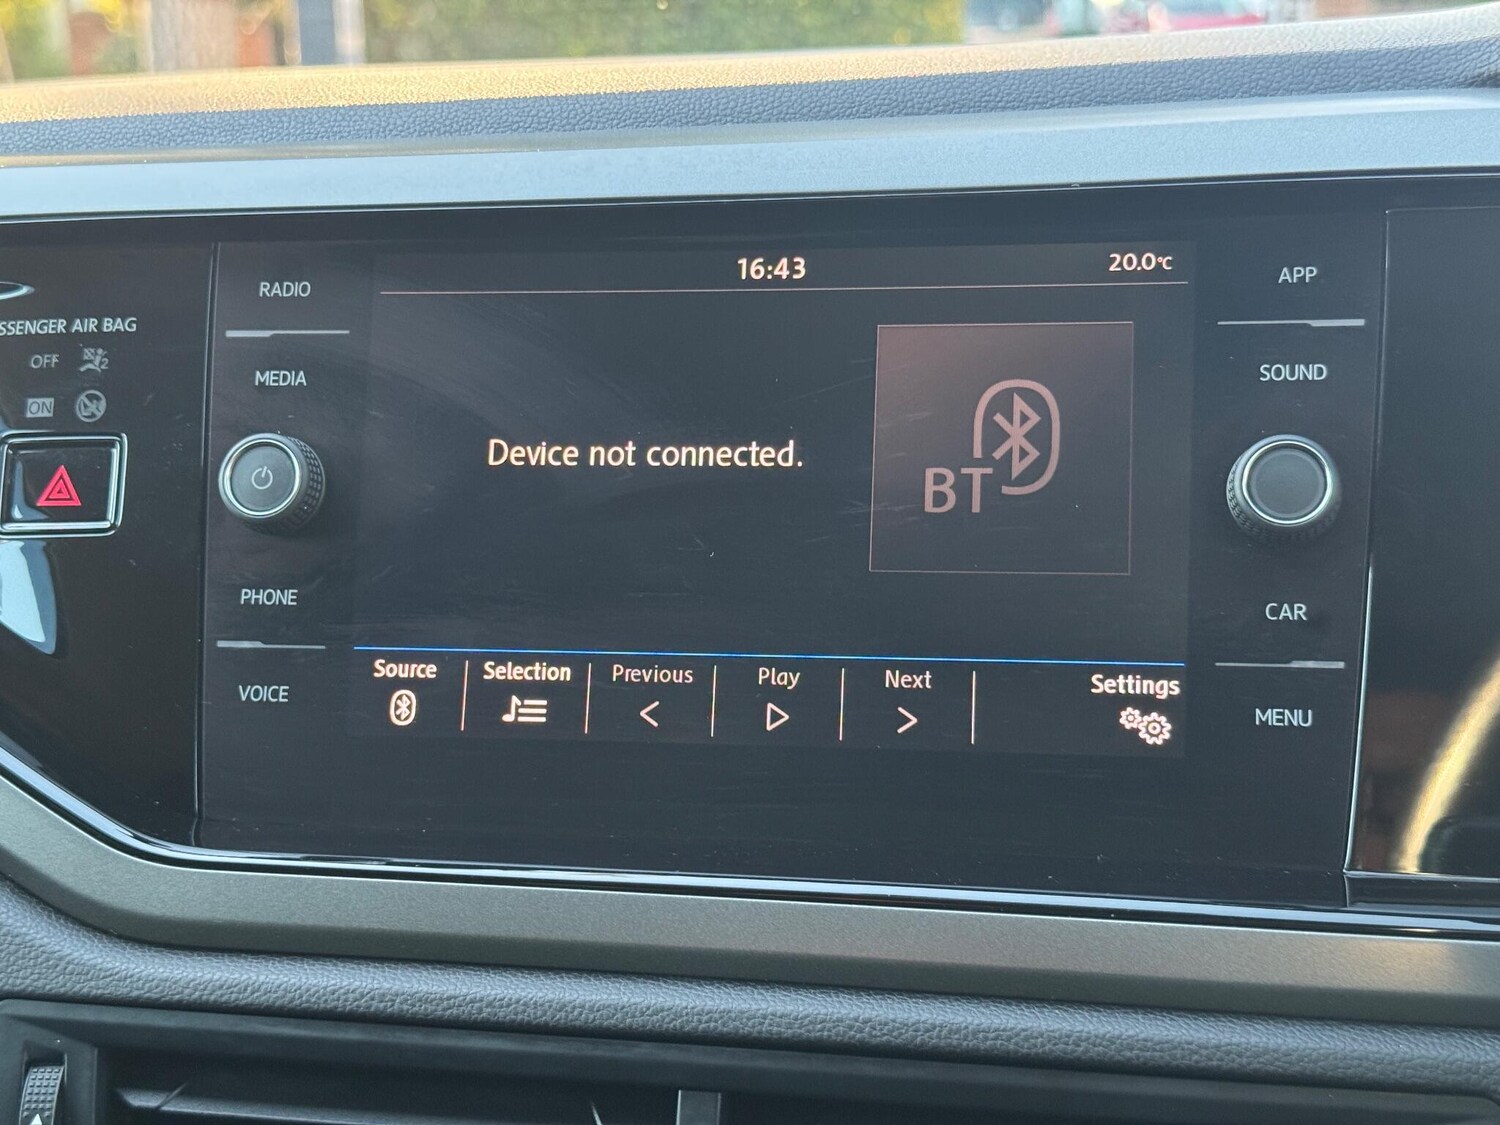 16:43
20.0°C
RADIO
MEDIA
PHONE
VOICE
SSENGER AIR BAG
OFF
2
ON
Device not connected.
BT
Source
Selection
Previous
Play
Next
Settings
APP
SOUND
CAR
MENU